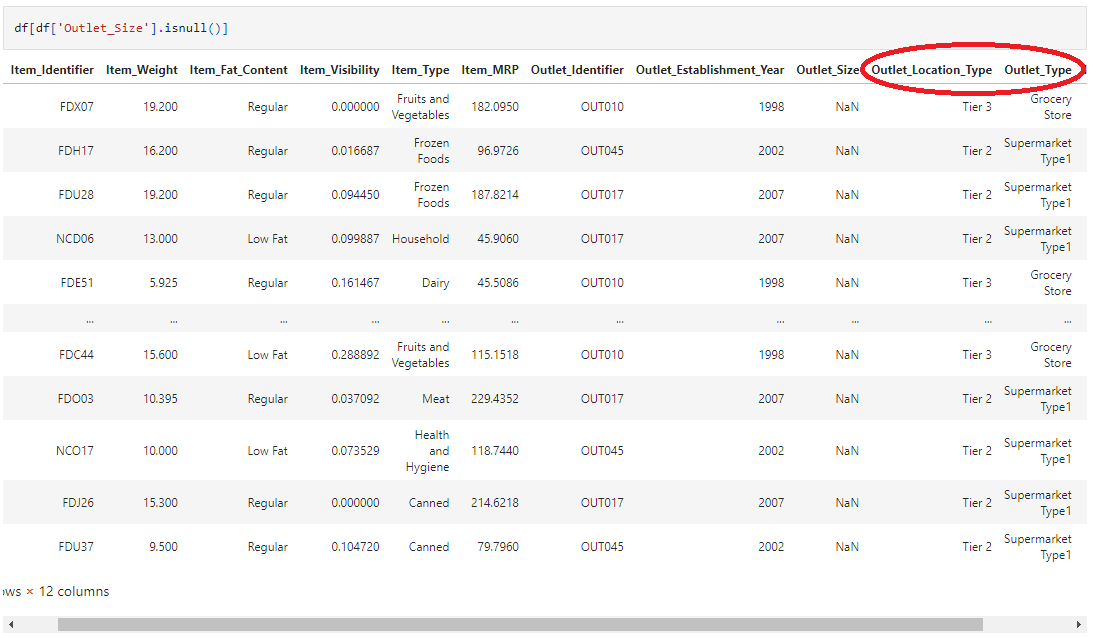 df[df['Outlet_Size'].isnull()]
Item_Identifier Item_Weight Item_Fat_Content Item_Visibility Item_Type Item_MRP Outlet_Identifier Outlet_Establishment_Year Outlet_Size Outlet_Location_Type Outlet_Type
FDX07 19.200 Regular 0.000000 Fruits and Vegetables 182.0950 OUT010 1998 NaN Tier 3 Grocery Store
FDH17 16.200 Regular 0.016687 Frozen Foods 96.9726 OUT045 2002 NaN Tier 2 Supermarket Type1
FDU28 19.200 Regular 0.094450 Frozen Foods 187.8214 OUT017 2007 NaN Tier 2 Supermarket Type1
NCD06 13.000 Low Fat 0.099887 Household 45.9060 OUT017 2007 NaN Tier 2 Supermarket Type1
FDE51 5.925 Regular 0.161467 Dairy 45.5086 OUT010 1998 NaN Tier 3 Grocery Store
... ... ... ... ... ... ... ... ... ... ...
FDC44 15.600 Low Fat 0.288892 Fruits and Vegetables 115.1518 OUT010 1998 NaN Tier 3 Grocery Store
FDO03 10.395 Regular 0.037092 Meat 229.4352 OUT017 2007 NaN Tier 2 Supermarket Type1
NCO17 10.000 Low Fat 0.073529 Health and Hygiene 118.7440 OUT045 2002 NaN Tier 2 Supermarket Type1
FDJ26 15.300 Regular 0.000000 Canned 214.6218 OUT017 2007 NaN Tier 2 Supermarket Type1
FDU37 9.500 Regular 0.104720 Canned 79.7960 OUT045 2002 NaN Tier 2 Supermarket Type1
ows × 12 columns